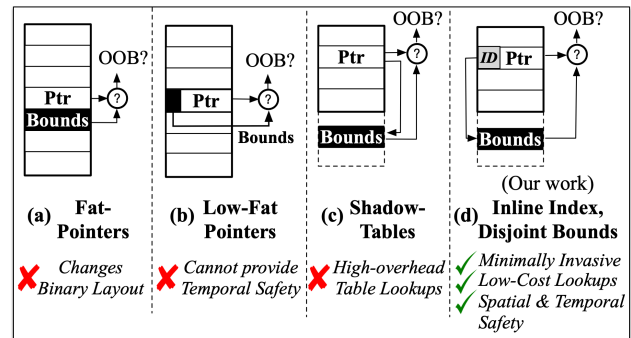 OOB?
Ptr
?
Bounds
(a) Fat-
Pointers
✘ Changes
Binary Layout
OOB?
Ptr
?
Bounds
(b) Low-Fat
Pointers
✘ Cannot provide
Temporal Safety
OOB?
Ptr
?
Bounds
(c) Shadow-
Tables
✘ High-overhead
Table Lookups
OOB?
ID Ptr
?
Bounds
(Our work)
(d) Inline Index,
Disjoint Bounds
✓ Minimally Invasive
✓ Low-Cost Lookups
✓ Spatial & Temporal
Safety